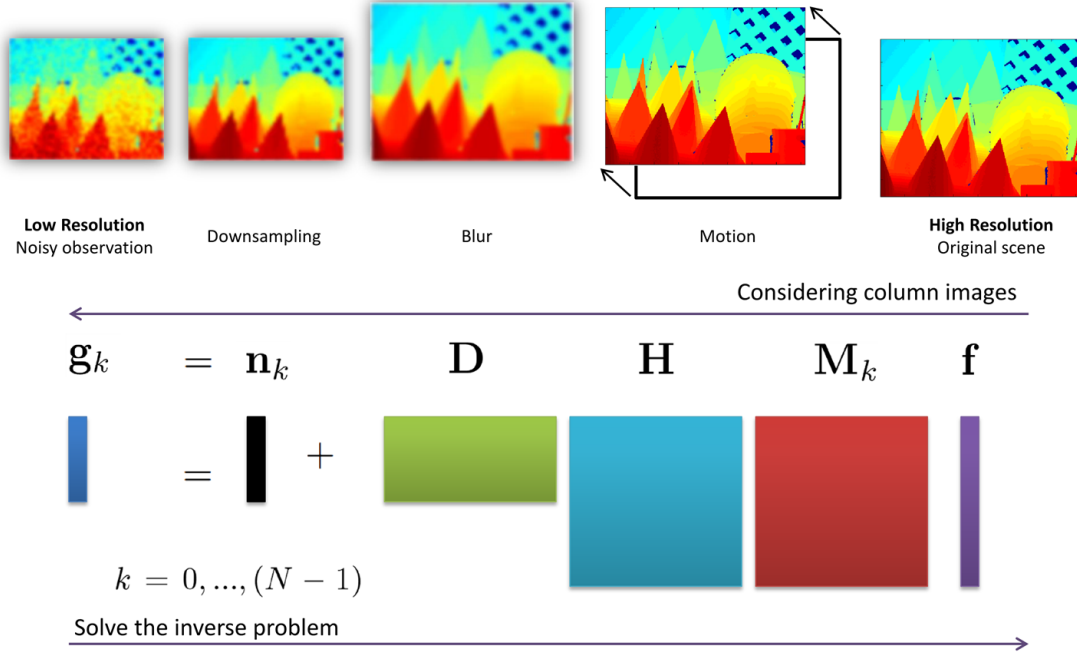 Low Resolution
Noisy observation
Downsampling
Blur
Motion
High Resolution
Original scene
Considering column images
g_k = n_k D H M_k f
= +
k = 0, ..., (N − 1)
Solve the inverse problem